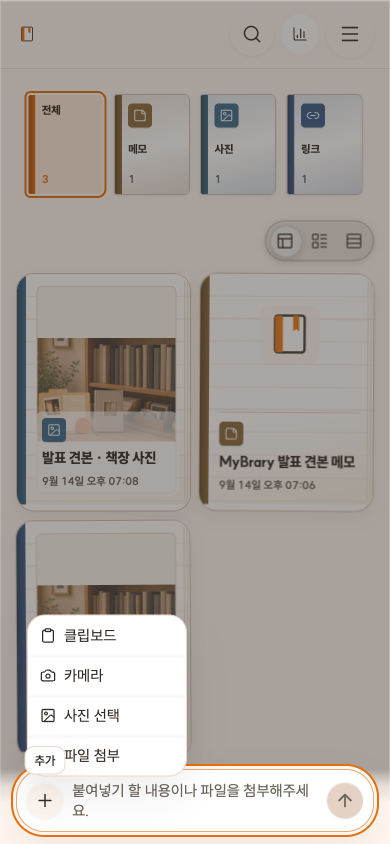 전체
3
메모
1
사진
1
링크
1
발표 견본 · 책장 사진
9월 14일 오후 07:08
MyBrary 발표 견본 메모
9월 14일 오후 07:06
클립보드
카메라
사진 선택
파일 첨부
추가
붙여넣기 할 내용이나 파일을 첨부해주세
요.